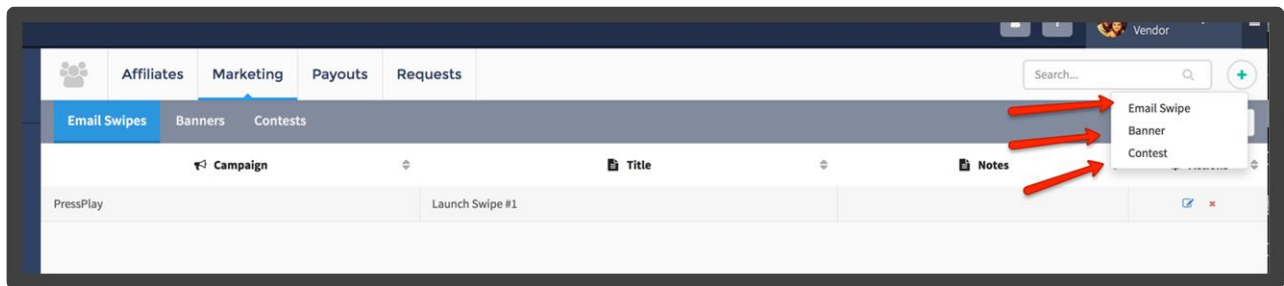 Vendor
Affiliates Marketing Payouts Requests Search...
Email Swipes Banners Contests
Email Swipe
Banner
Contest
Campaign Title Notes
PressPlay Launch Swipe #1